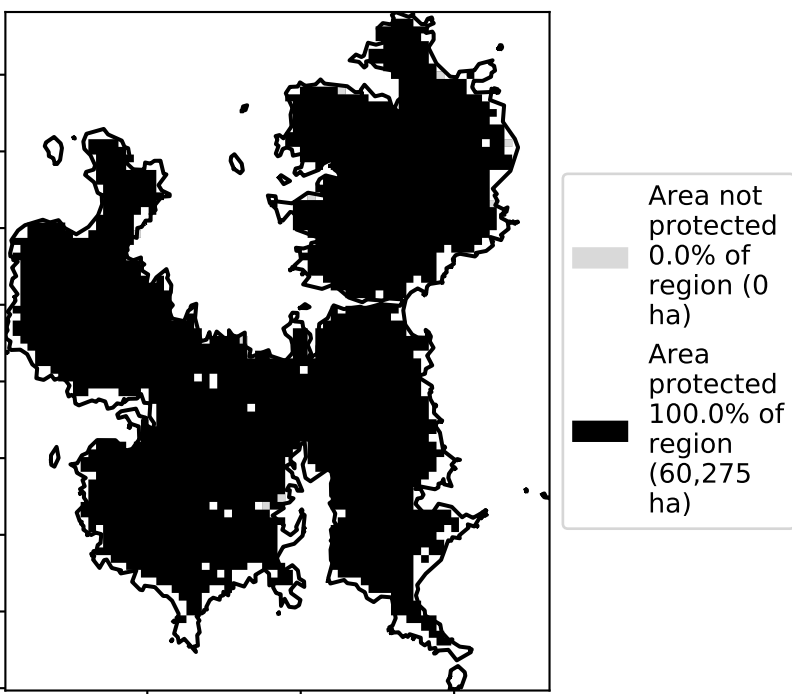 Area not
protected
0.0% of
region (0
ha)
Area
protected
100.0% of
region
(60,275
ha)